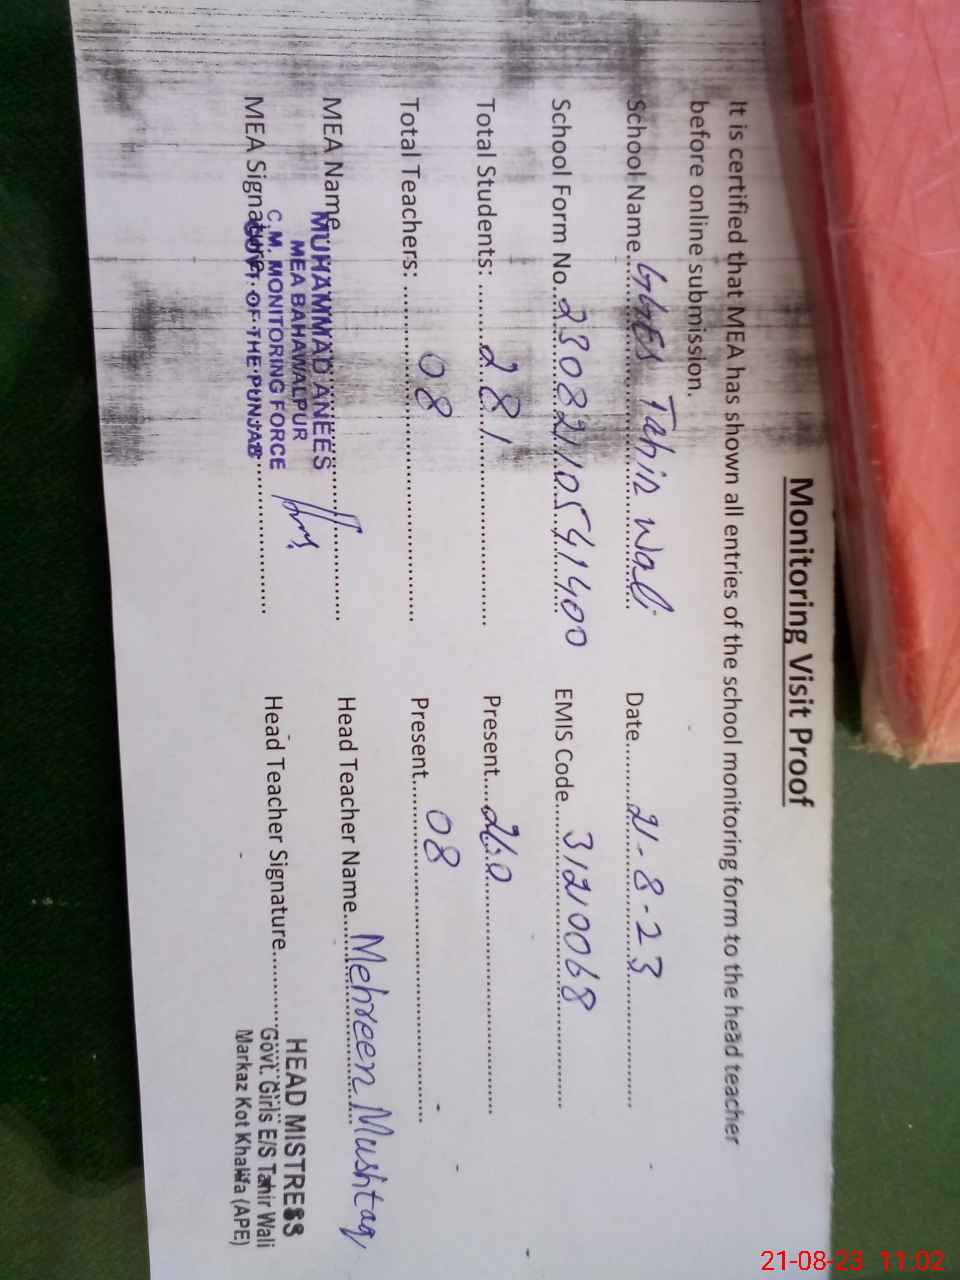 Monitoring Visit Proof
It is certified that MEA has shown all entries of the school monitoring form to the head teacher
before online submission.
School Name GGES Tahir Wali Date 21-8-23
School Form No. 230821105 41400 EMIS Code 31210068
Total Students: 281 Present 260
Total Teachers: 08 Present 08
MEA Name Head Teacher Name Mehreen Mushtaq
MUHAMMAD ANEES
MEA BAHAWALPUR
C.M. MONITORING FORCE
GOVT. OF THE PUNJAB
MEA Signature Head Teacher Signature
HEAD MISTRESS
Govt. Girls E/S Tahir Wali
Markaz Kot Khalifa (APE)
21-08-23 11:02